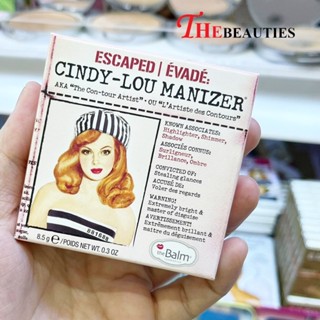 THEBEAUTIES
ESCAPED | ÉVADÉ:
CINDY-LOU MANIZER
AKA "The Con-tour Artist" • OU "L'Artiste des Contours"
KNOWN ASSOCIATES:
Highlighter, Shimmer,
Shadow
ASSOCIÉS CONNUS:
Surligneur,
Brillance, Ombre
CONVICTED OF:
Stealing glances
ACCUSÉ DE:
Voler des regards
WARNING!
Extremely bright &
master of disguise
AVERTISSEMENT!
Extrêmement brillant &
maître du déguisement
8.5 g e /POIDS NET WT. 0.3 OZ
theBalm